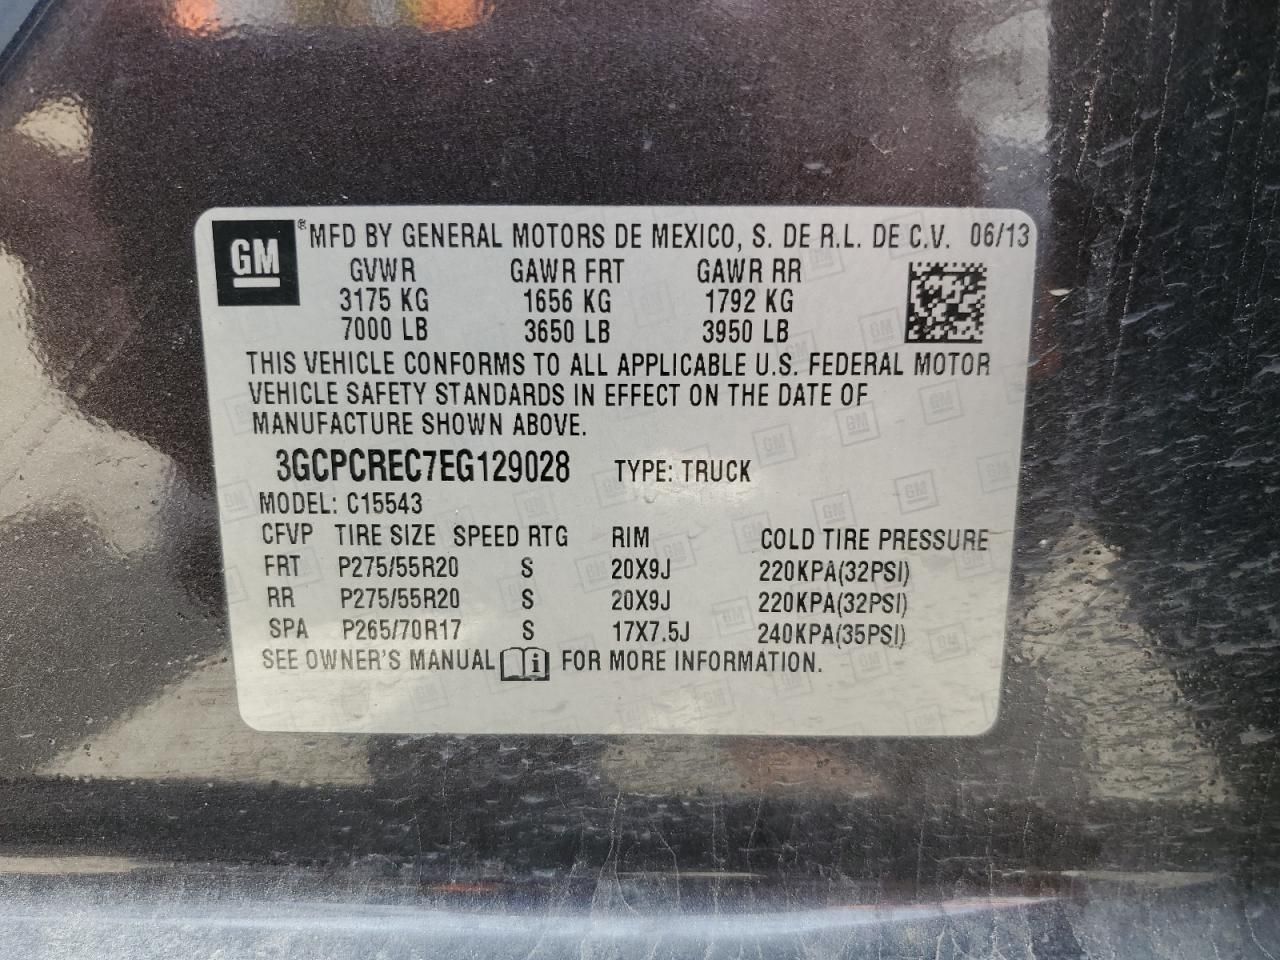 GM ® MFD BY GENERAL MOTORS DE MEXICO, S. DE R.L. DE C.V. 06/13
GVWR GAWR FRT GAWR RR
3175 KG 1656 KG 1792 KG
7000 LB 3650 LB 3950 LB
THIS VEHICLE CONFORMS TO ALL APPLICABLE U.S. FEDERAL MOTOR
VEHICLE SAFETY STANDARDS IN EFFECT ON THE DATE OF
MANUFACTURE SHOWN ABOVE.
3GCPCREC7EG129028 TYPE: TRUCK
MODEL: C15543
CFVP TIRE SIZE SPEED RTG RIM COLD TIRE PRESSURE
FRT P275/55R20 S 20X9J 220KPA(32PSI)
RR P275/55R20 S 20X9J 220KPA(32PSI)
SPA P265/70R17 S 17X7.5J 240KPA(35PSI)
SEE OWNER'S MANUAL i FOR MORE INFORMATION.